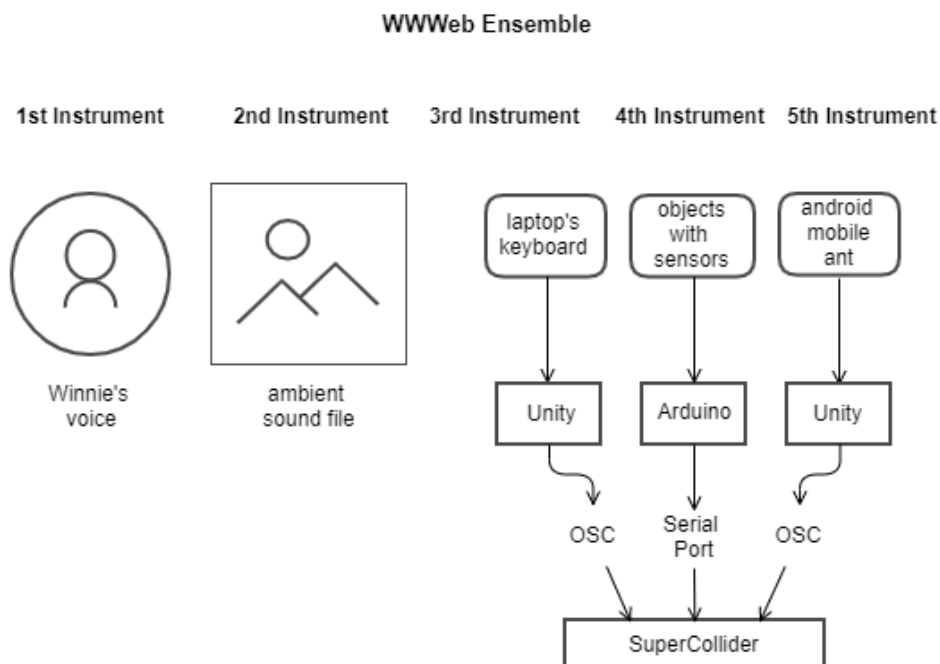 WWWeb Ensemble
1st Instrument
2nd Instrument
3rd Instrument
4th Instrument
5th Instrument
Winnie's
voice
ambient
sound file
laptop's
keyboard
objects
with
sensors
android
mobile
ant
Unity
Arduino
Unity
OSC
Serial
Port
OSC
SuperCollider